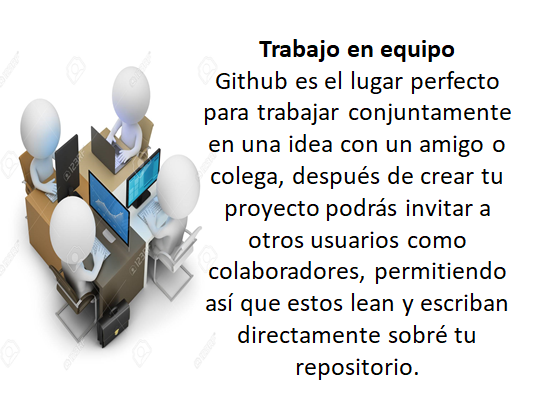 Trabajo en equipo
Github es el lugar perfecto
para trabajar conjuntamente
en una idea con un amigo o
colega, después de crear tu
proyecto podrás invitar a
otros usuarios como
colaboradores, permitiendo
así que estos lean y escriban
directamente sobré tu
repositorio.